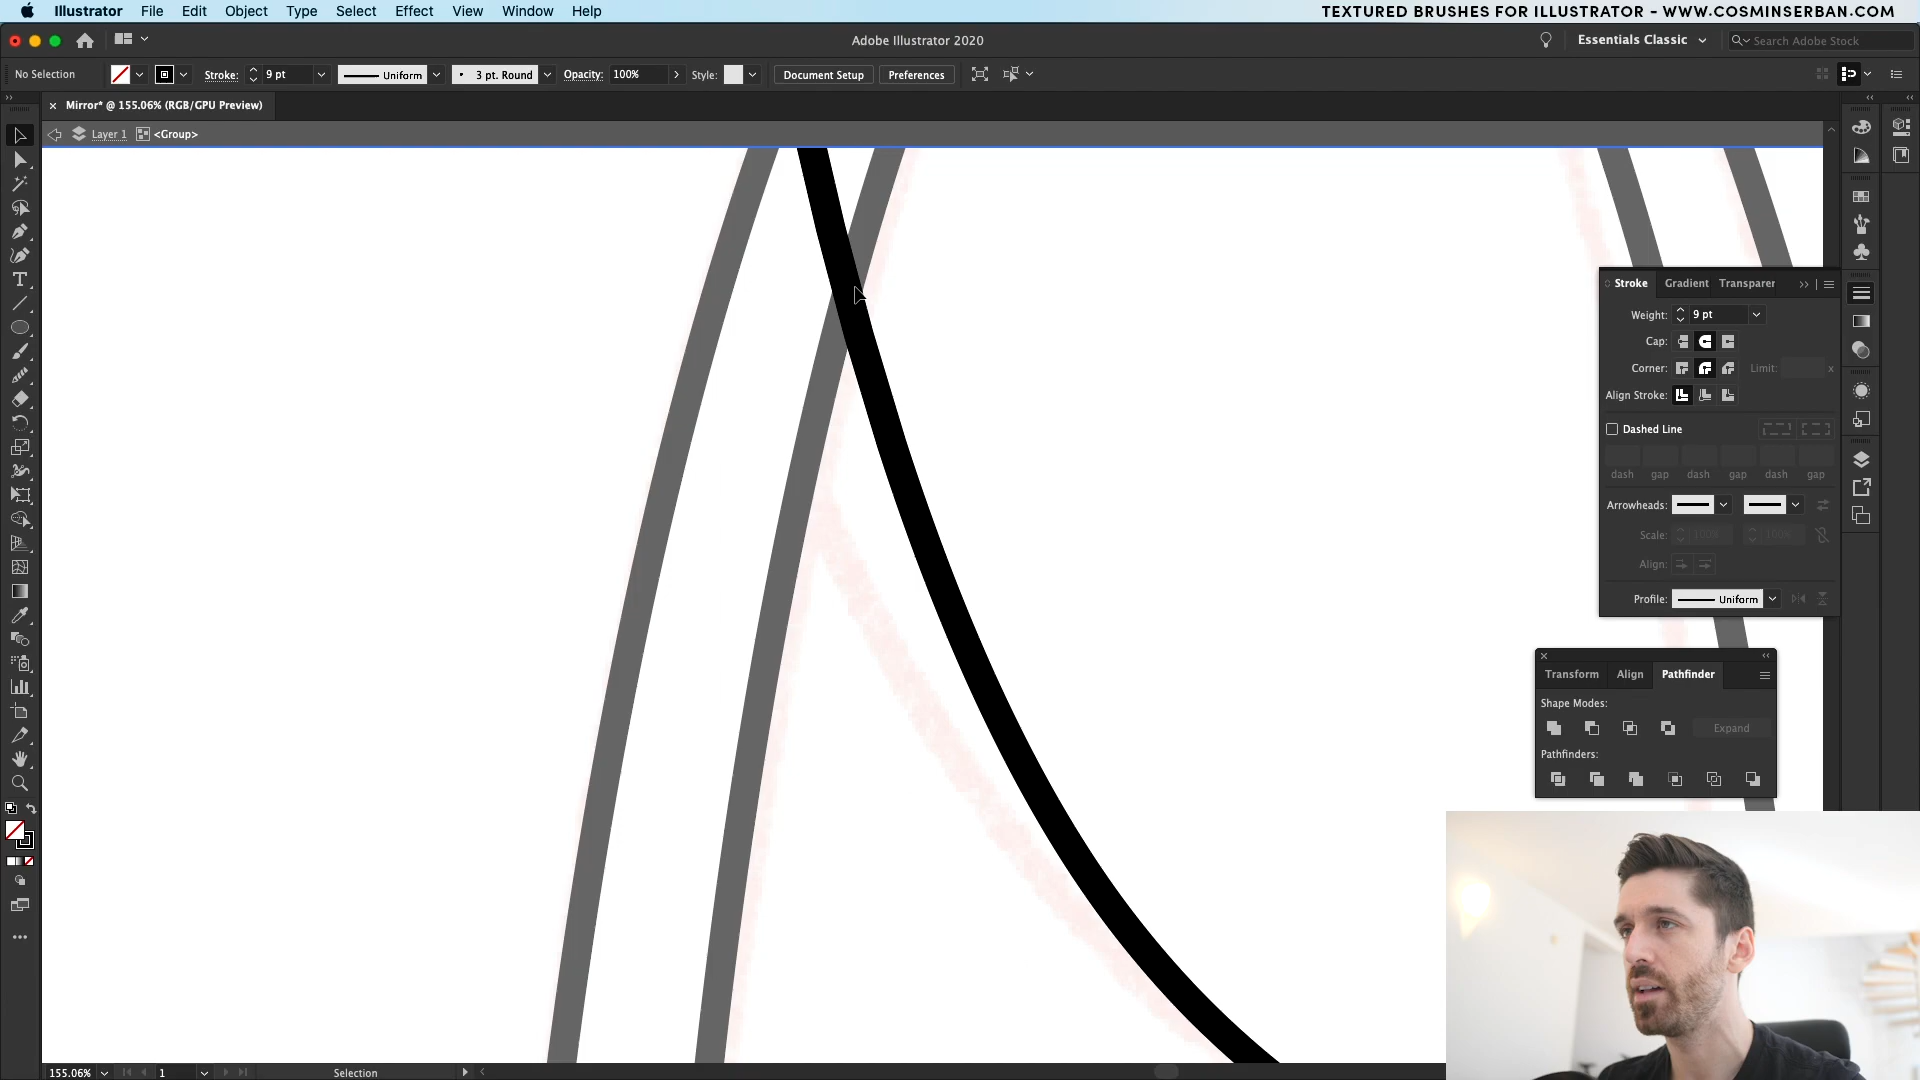 Illustrator File Edit Object Type Select Effect View Window Help
TEXTURED BRUSHES FOR ILLUSTRATOR - WWW.COSMINSERBAN.COM
Adobe Illustrator 2020
Essentials Classic
Search Adobe Stock
No Selection Stroke: 9 pt Uniform 3 pt. Round Opacity: 100% Style: Document Setup Preferences
Mirror* @ 155.06% (RGB/GPU Preview)
Layer 1 <Group>
Stroke Gradient Transparer
Weight: 9 pt
Cap:
Corner: Limit: x
Align Stroke:
Dashed Line
dash gap dash gap dash gap
Arrowheads:
Scale: 100% 100%
Align:
Profile: Uniform
Transform Align Pathfinder
Shape Modes:
Expand
Pathfinders:
155.06% 1 Selection